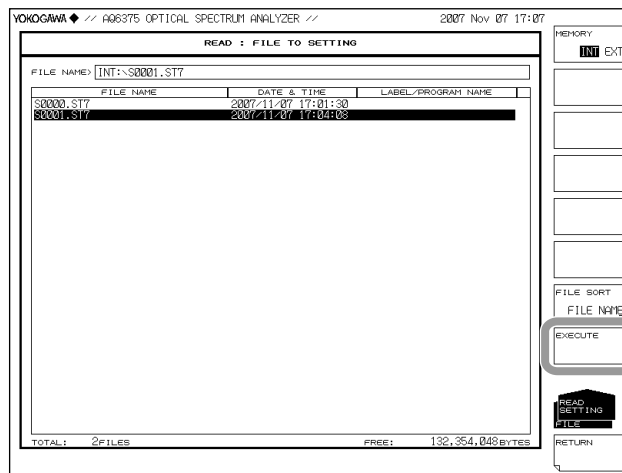 YOKOGAWA // AQ6375 OPTICAL SPECTRUM ANALYZER // 2007 Nov 07 17:07
READ : FILE TO SETTING
FILE NAME> INT:\S0001.ST7
FILE NAME DATE & TIME LABEL/PROGRAM NAME
S0000.ST7 2007/11/07 17:01:30
S0001.ST7 2007/11/07 17:04:08
TOTAL: 2FILES FREE: 132,354,048BYTES
MEMORY
INT EXT
FILE SORT
FILE NAME
EXECUTE
READ
SETTING
FILE
RETURN